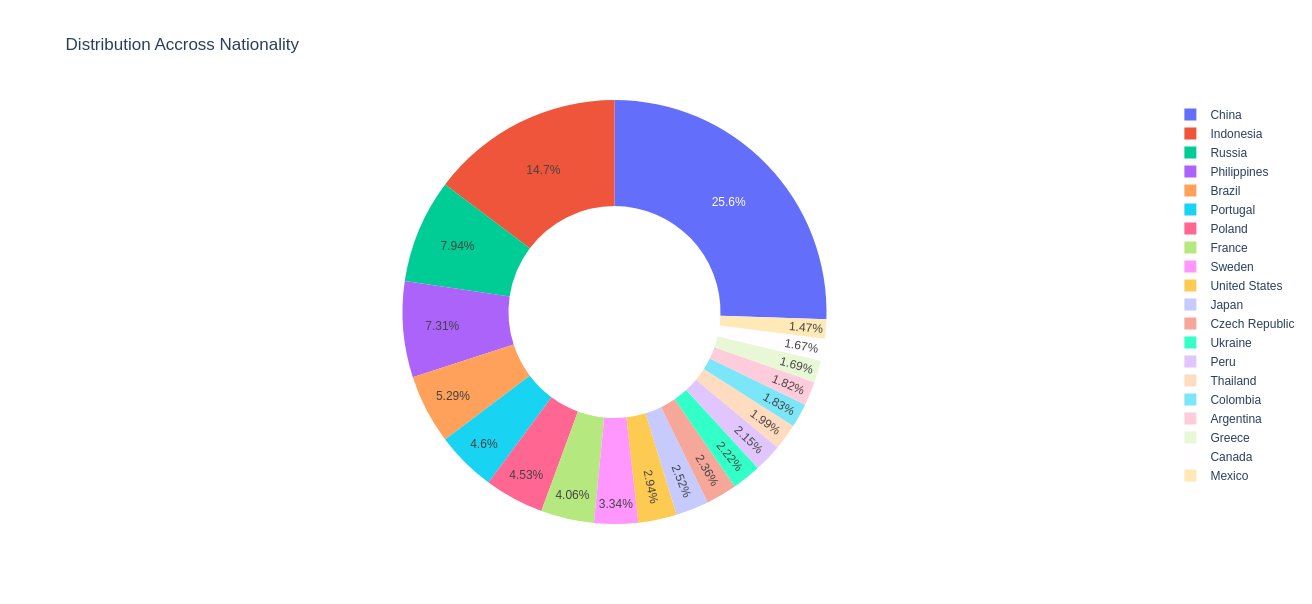 Distribution Accross Nationality
25.6%
14.7%
7.94%
7.31%
5.29%
4.6%
4.53%
4.06%
3.34%
2.94%
2.52%
2.36%
2.22%
2.15%
1.99%
1.83%
1.82%
1.69%
1.67%
1.47%
China
Indonesia
Russia
Philippines
Brazil
Portugal
Poland
France
Sweden
United States
Japan
Czech Republic
Ukraine
Peru
Thailand
Colombia
Argentina
Greece
Canada
Mexico